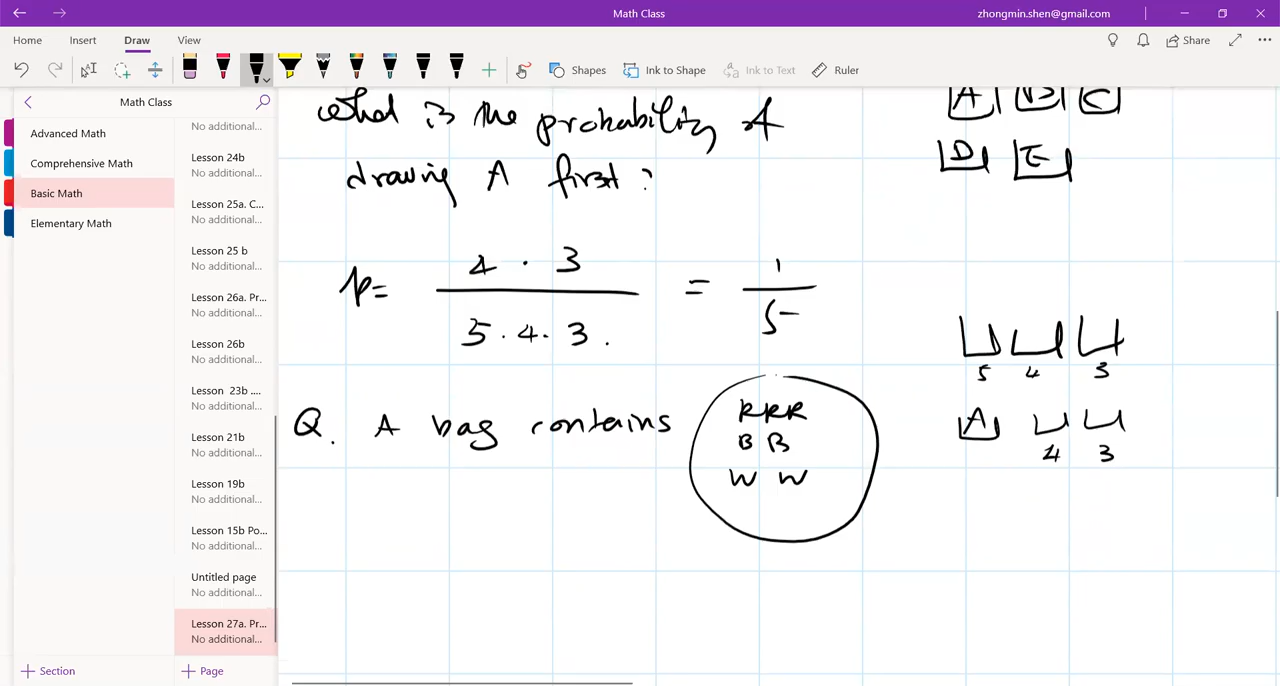 Math Class
zhongmin.shen@gmail.com
Home
Insert
Draw
View
Share
Shapes
Ink to Shape
Ink to Text
Ruler
Math Class
Advanced Math
Comprehensive Math
Basic Math
Elementary Math
No additional...
Lesson 24b
No additional...
Lesson 25a. C...
No additional...
Lesson 25 b
No additional...
Lesson 26a. Pr...
No additional...
Lesson 26b
No additional...
Lesson 23b ....
No additional...
Lesson 21b
No additional...
Lesson 19b
No additional...
Lesson 15b Po...
No additional...
Untitled page
No additional...
Lesson 27a. Pr...
No additional...
Section
Page
What is the probability of
drawing A first?
A B C
D E
p = 4 · 3 / 5 · 4 · 3 . = 1 / 5
5 4 3
A
4 3
Q. A bag contains
R R R
B B
W W